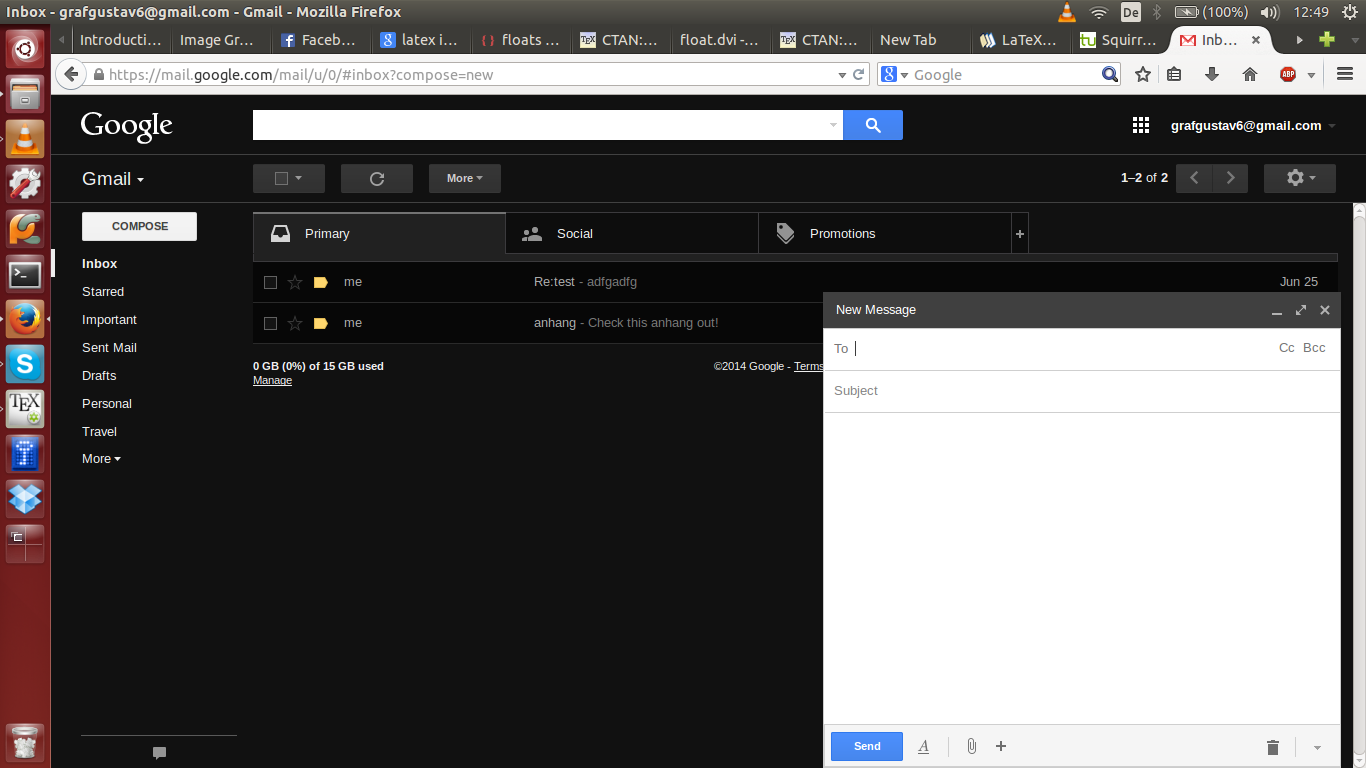 Inbox - grafgustav6@gmail.com - Gmail - Mozilla Firefox
De
(100%)
12:49
Introducti...
Image Gr...
Faceb...
latex i...
floats ...
CTAN:...
float.dvi -...
CTAN:...
New Tab
LaTeX...
Squirr...
Inb...
https://mail.google.com/mail/u/0/#inbox?compose=new
Google
ABP
Google
grafgustav6@gmail.com
Gmail
More
1–2 of 2
COMPOSE
Primary
Social
Promotions
+
Inbox
Starred
Important
Sent Mail
Drafts
Personal
Travel
More
me
Re:test - adfgadfg
Jun 25
me
anhang - Check this anhang out!
0 GB (0%) of 15 GB used
Manage
©2014 Google - Terms
New Message
To
Cc
Bcc
Subject
Send
A
TEX